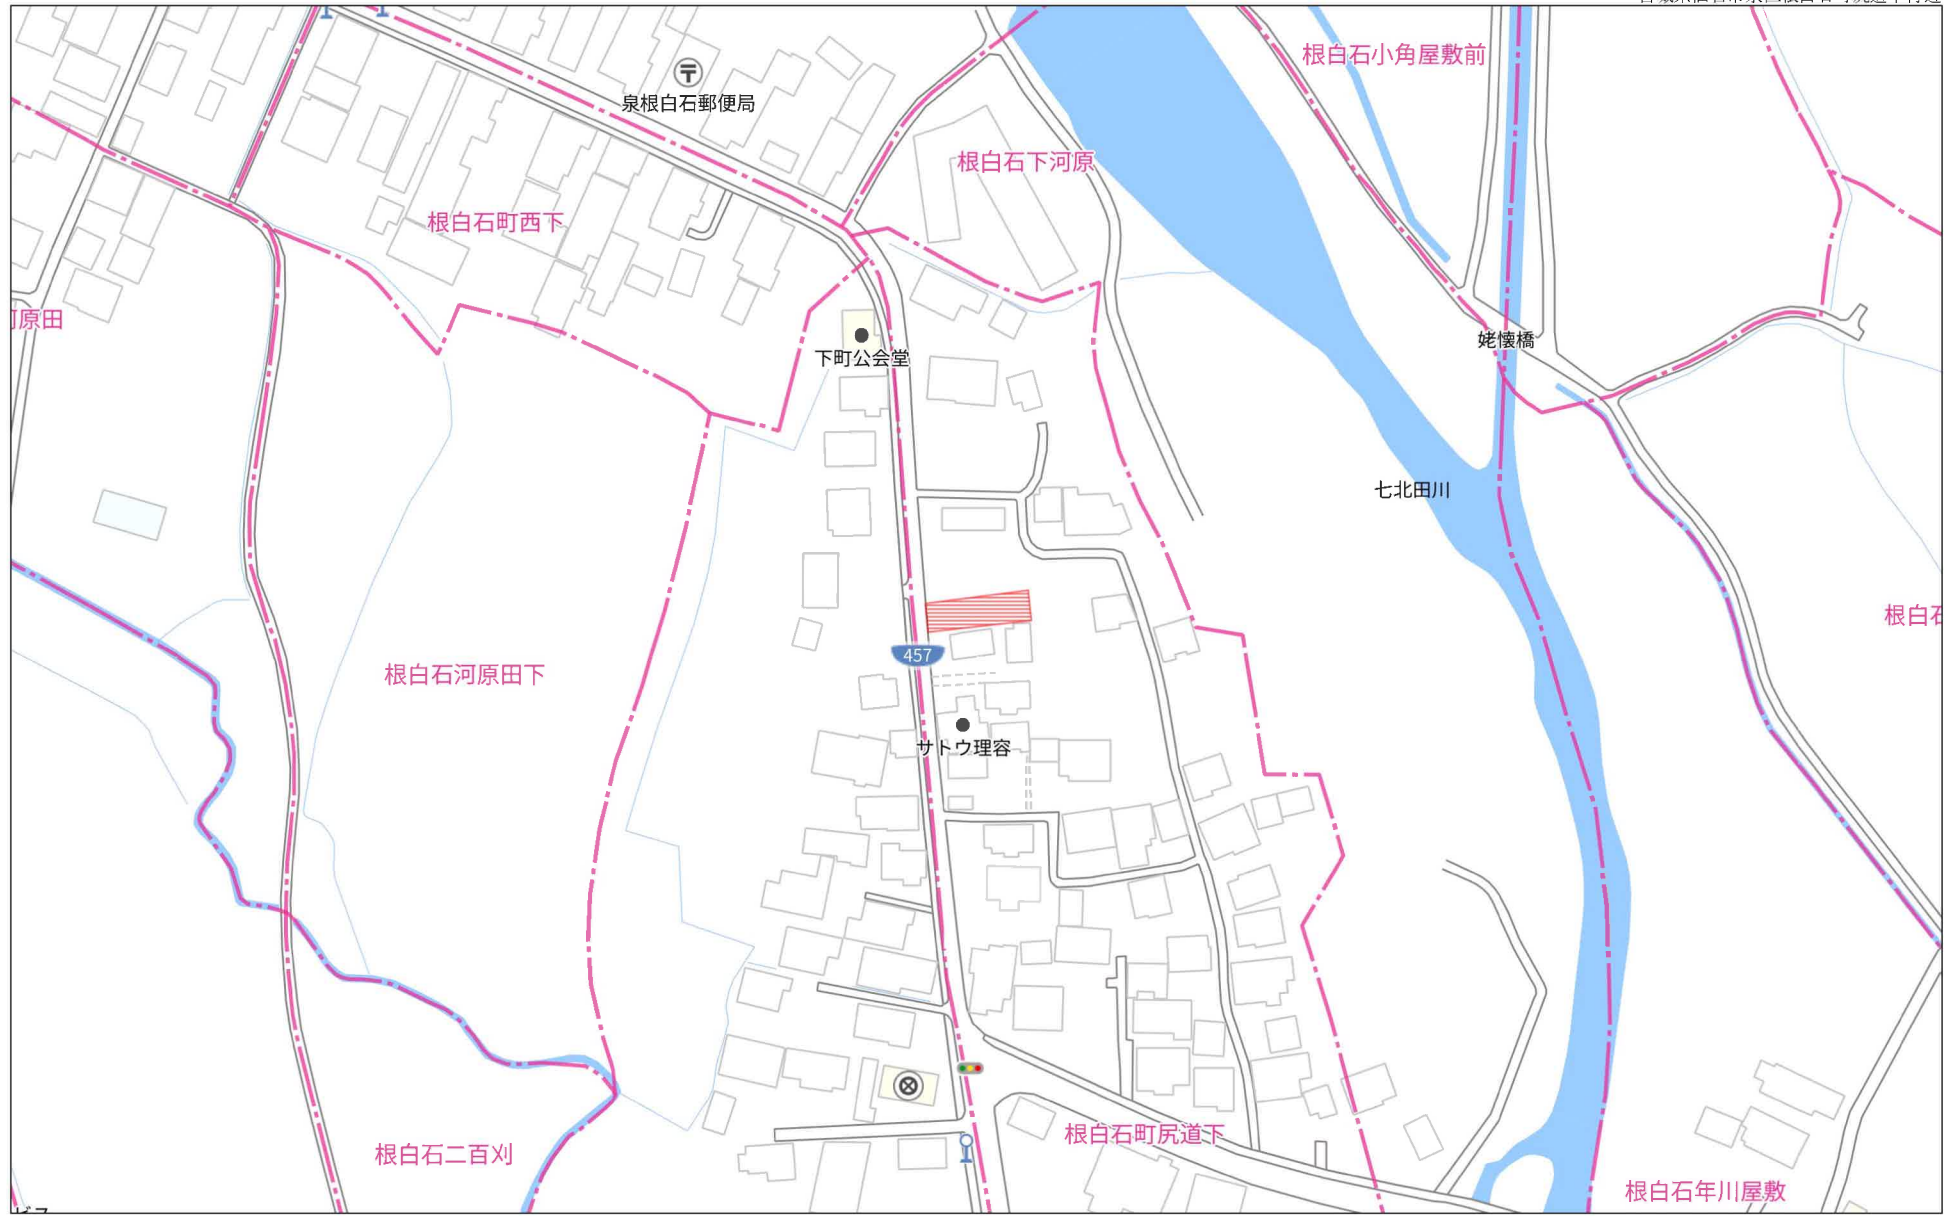 根白石小角屋敷前
泉根白石郵便局
根白石下河原
根白石町西下
原田
姥懐橋
下町公会堂
七北田川
根白石
457
根白石河原田下
サトウ理容
根白石町尻道下
根白石二百刈
根白石年川屋敷